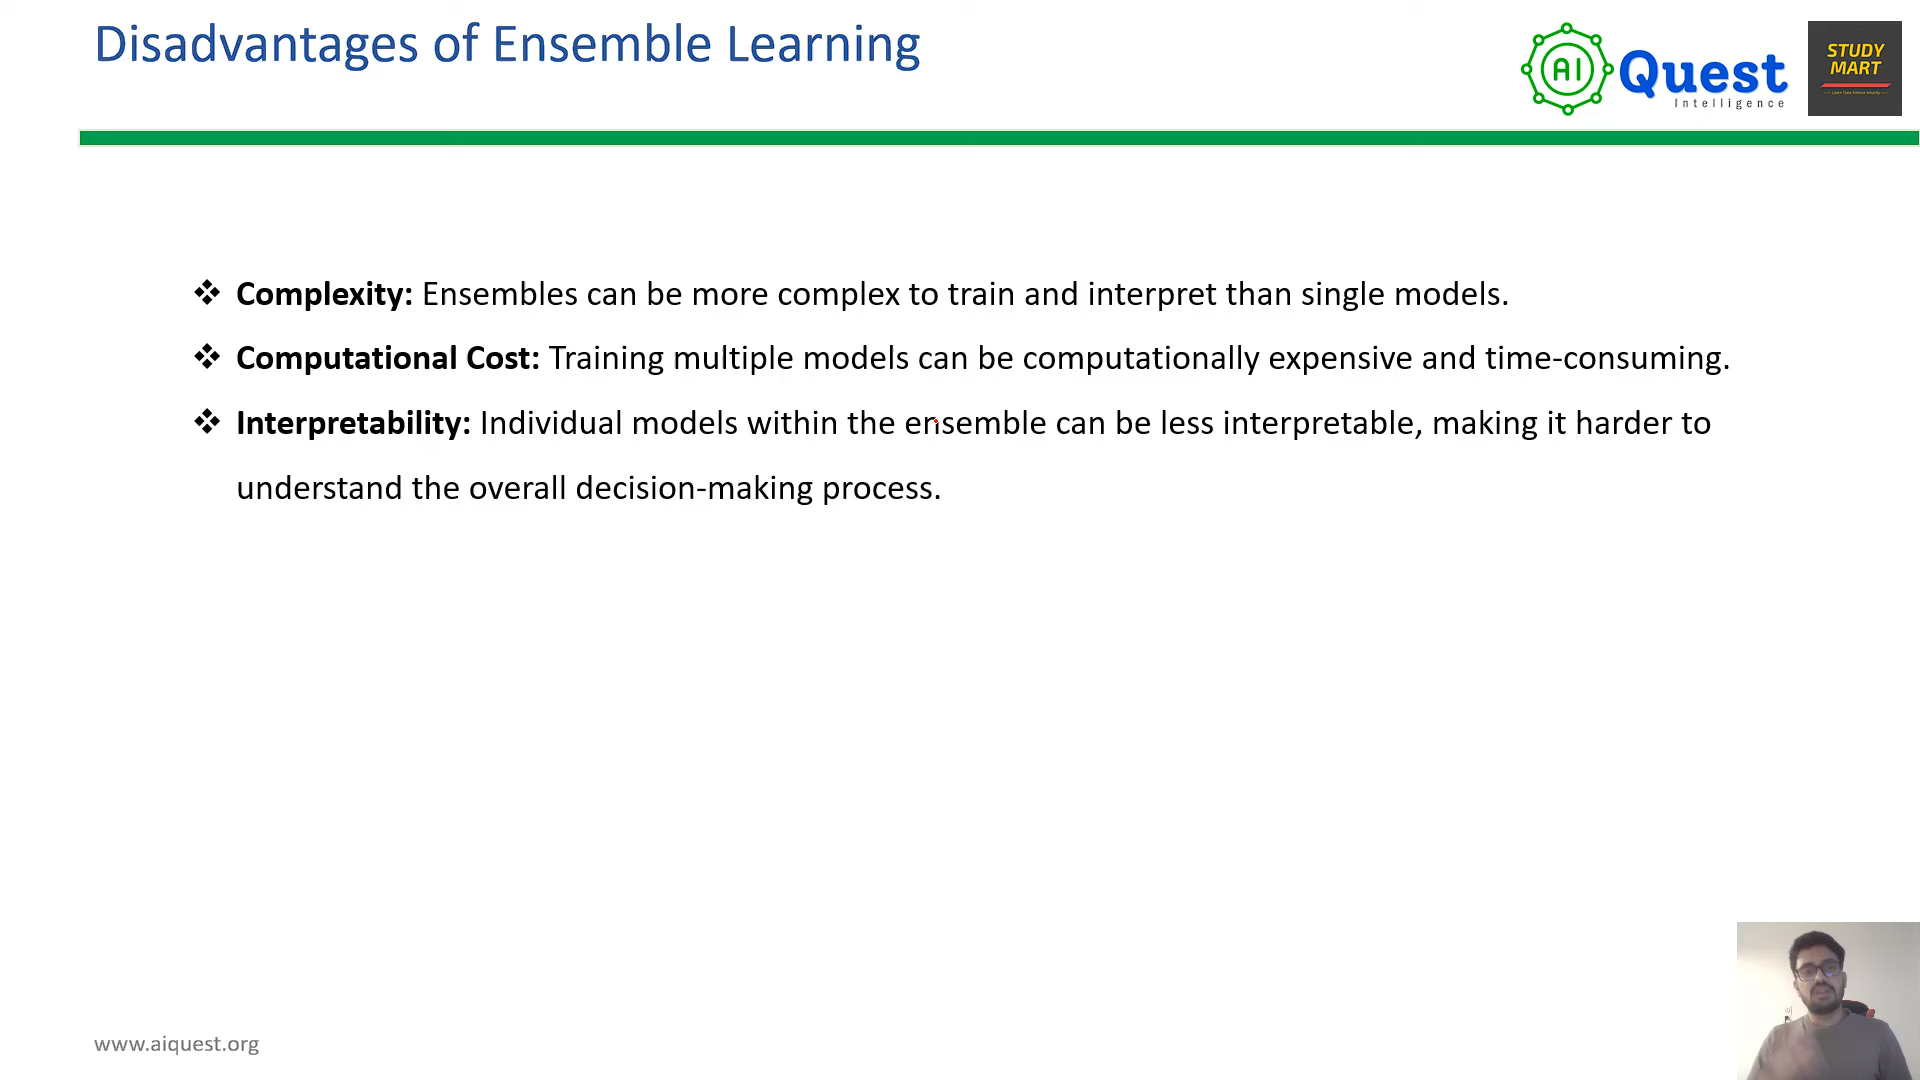 Disadvantages of Ensemble Learning
AI Quest
Intelligence
STUDY
MART
Complexity: Ensembles can be more complex to train and interpret than single models.
Computational Cost: Training multiple models can be computationally expensive and time-consuming.
Interpretability: Individual models within the ensemble can be less interpretable, making it harder to
understand the overall decision-making process.
www.aiquest.org